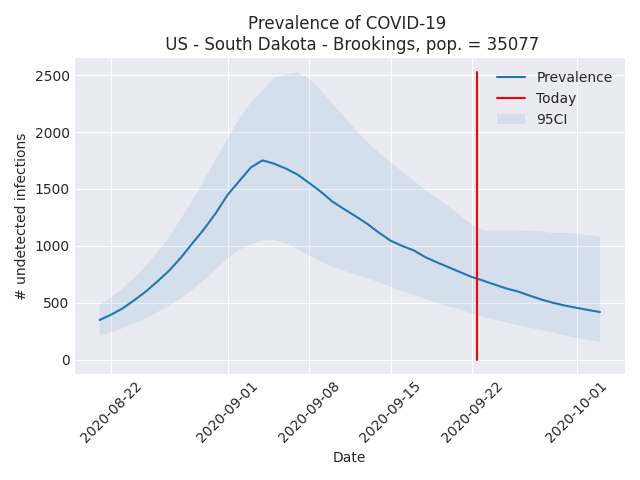 Prevalence of COVID-19
US - South Dakota - Brookings, pop. = 35077
2500
2000
1500
1000
500
0
# undetected infections
Prevalence
Today
95CI
2020-08-22
2020-09-01
2020-09-08
2020-09-15
2020-09-22
2020-10-01
Date